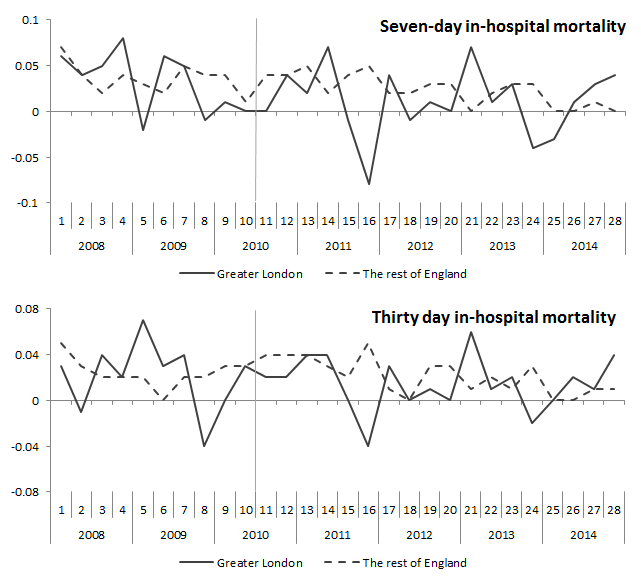 Seven-day in-hospital mortality
0.1
0.05
0
-0.05
-0.1
1 2 3 4 5 6 7 8 9 10 11 12 13 14 15 16 17 18 19 20 21 22 23 24 25 26 27 28
2008 2009 2010 2011 2012 2013 2014
Greater London The rest of England
Thirty day in-hospital mortality
0.08
0.04
0
-0.04
-0.08
1 2 3 4 5 6 7 8 9 10 11 12 13 14 15 16 17 18 19 20 21 22 23 24 25 26 27 28
2008 2009 2010 2011 2012 2013 2014
Greater London The rest of England